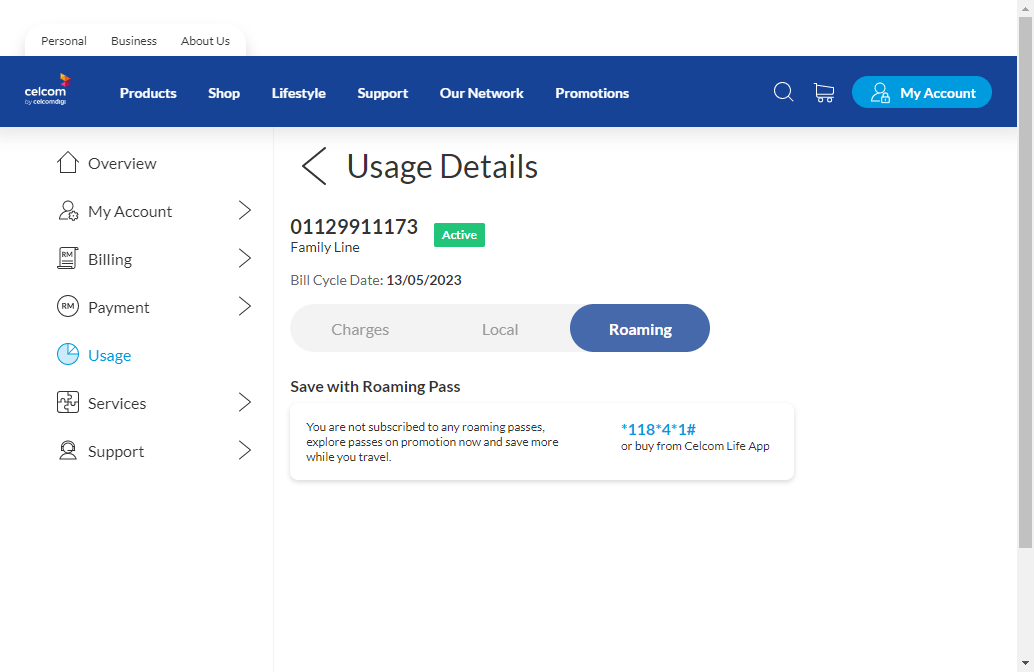 Personal Business About Us
celcom
by celcomdigi
Products Shop Lifestyle Support Our Network Promotions My Account
Overview
My Account
RM Billing
RM Payment
Usage
Services
Support
Usage Details
01129911173 Active
Family Line
Bill Cycle Date: 13/05/2023
Charges Local Roaming
Save with Roaming Pass
You are not subscribed to any roaming passes,
explore passes on promotion now and save more
while you travel.
*118*4*1#
or buy from Celcom Life App